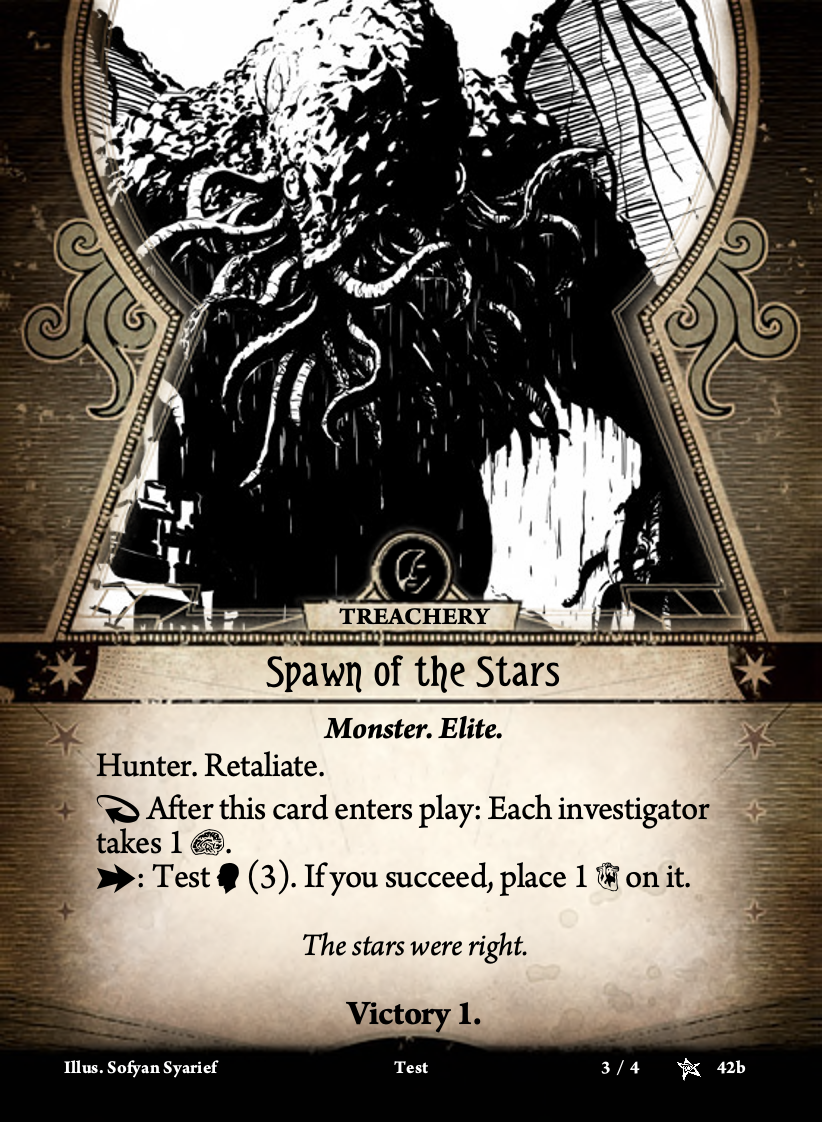 TREACHERY
Spawn of the Stars
Monster. Elite.
Hunter. Retaliate.
After this card enters play: Each investigator
takes 1 .
: Test (3). If you succeed, place 1 on it.
The stars were right.
Victory 1.
Illus. Sofyan Syarief Test 3 / 4 42b